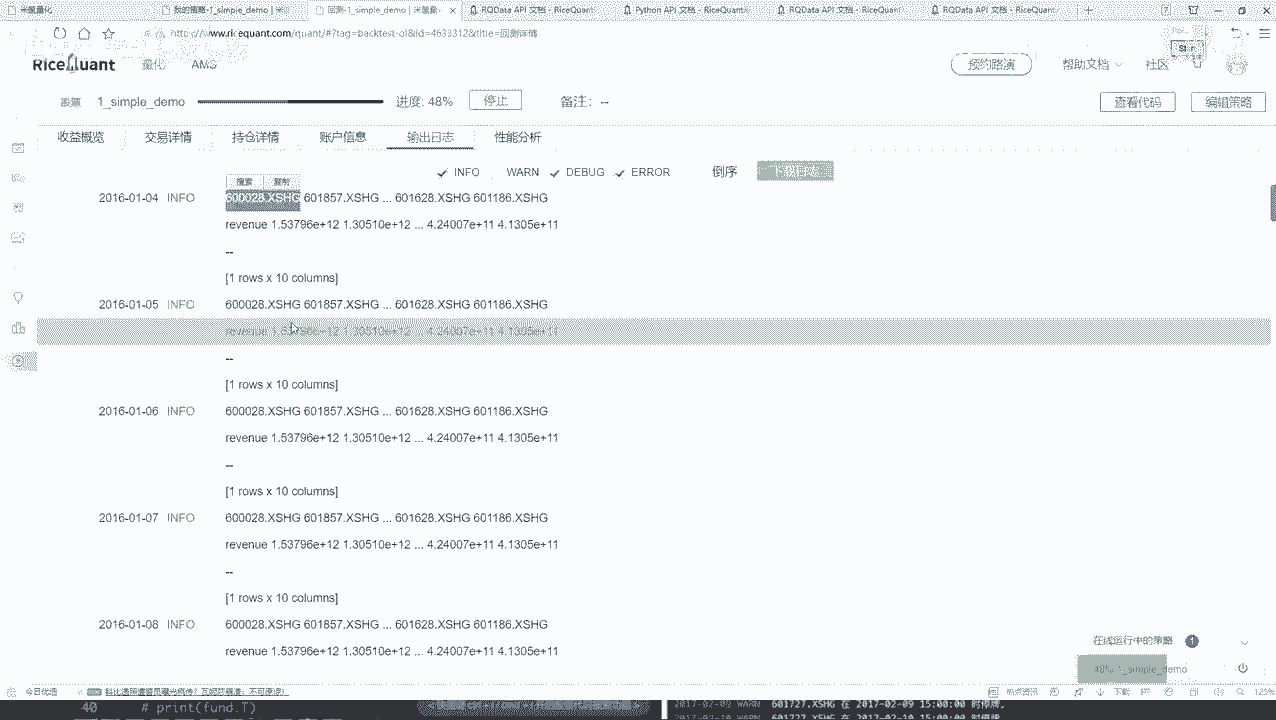 米筐量化
我的策略-1_simple_demo | 米筐
回测-1_simple_demo | 米筐量
RQData API 文档 - RiceQuant
Python API 文档 - RiceQuant
RQData API 文档 - RiceQuant
RQData API 文档 - RiceQuant
www.ricequant.com/quant/#?tag=backtest-ol&id=4633312&title=回测详情
RiceQuant
量化
AMS
预约路演
帮助文档
社区
股票
1_simple_demo
进度: 48%
停止
备注: --
查看代码
编辑策略
收益概览
交易详情
持仓详情
账户信息
输出日志
性能分析
INFO
WARN
DEBUG
ERROR
倒序
下载日志
搜索
复制
2016-01-04 INFO 600028.XSHG 601857.XSHG ... 601628.XSHG 601186.XSHG
revenue 1.53796e+12 1.30510e+12 ... 4.24007e+11 4.1305e+11
--
[1 rows x 10 columns]
2016-01-05 INFO 600028.XSHG 601857.XSHG ... 601628.XSHG 601186.XSHG
revenue 1.53796e+12 1.30510e+12 ... 4.24007e+11 4.1305e+11
--
[1 rows x 10 columns]
2016-01-06 INFO 600028.XSHG 601857.XSHG ... 601628.XSHG 601186.XSHG
revenue 1.53796e+12 1.30510e+12 ... 4.24007e+11 4.1305e+11
--
[1 rows x 10 columns]
2016-01-07 INFO 600028.XSHG 601857.XSHG ... 601628.XSHG 601186.XSHG
revenue 1.53796e+12 1.30510e+12 ... 4.24007e+11 4.1305e+11
--
[1 rows x 10 columns]
2016-01-08 INFO 600028.XSHG 601857.XSHG ... 601628.XSHG 601186.XSHG
revenue 1.53796e+12 1.30510e+12 ... 4.24007e+11 4.1305e+11
在线运行中的策略 1
48% 1_simple_demo
今日优选
热点资讯
下载
125%
40 # print(fund.T)
2017-02-09 WARN 601727.XSHG 在 2017-02-09 15:00:00 时停牌。
2017-02-10 WARN 601727.XSHG 在 2017-02-10 15:00:00 时停牌。